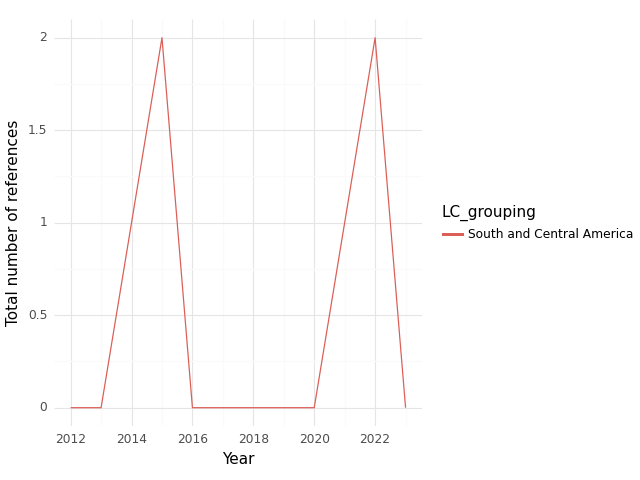 2
1.5
1
0.5
0
2012 2014 2016 2018 2020 2022
Year
Total number of references
LC_grouping
South and Central America